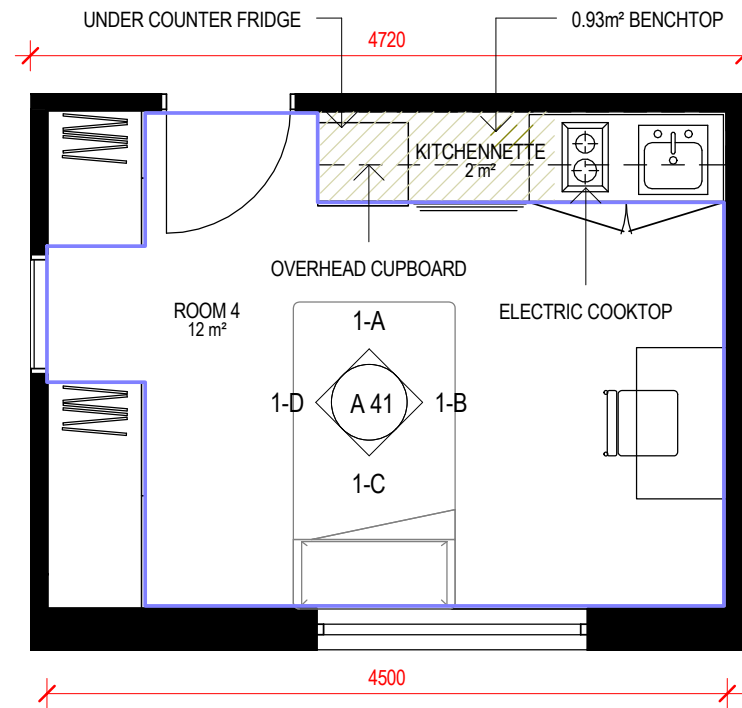 UNDER COUNTER FRIDGE
0.93m² BENCHTOP
4720
KITCHENNETTE
2 m²
OVERHEAD CUPBOARD
ROOM 4
12 m²
ELECTRIC COOKTOP
1-A
1-D
A 41
1-B
1-C
4500